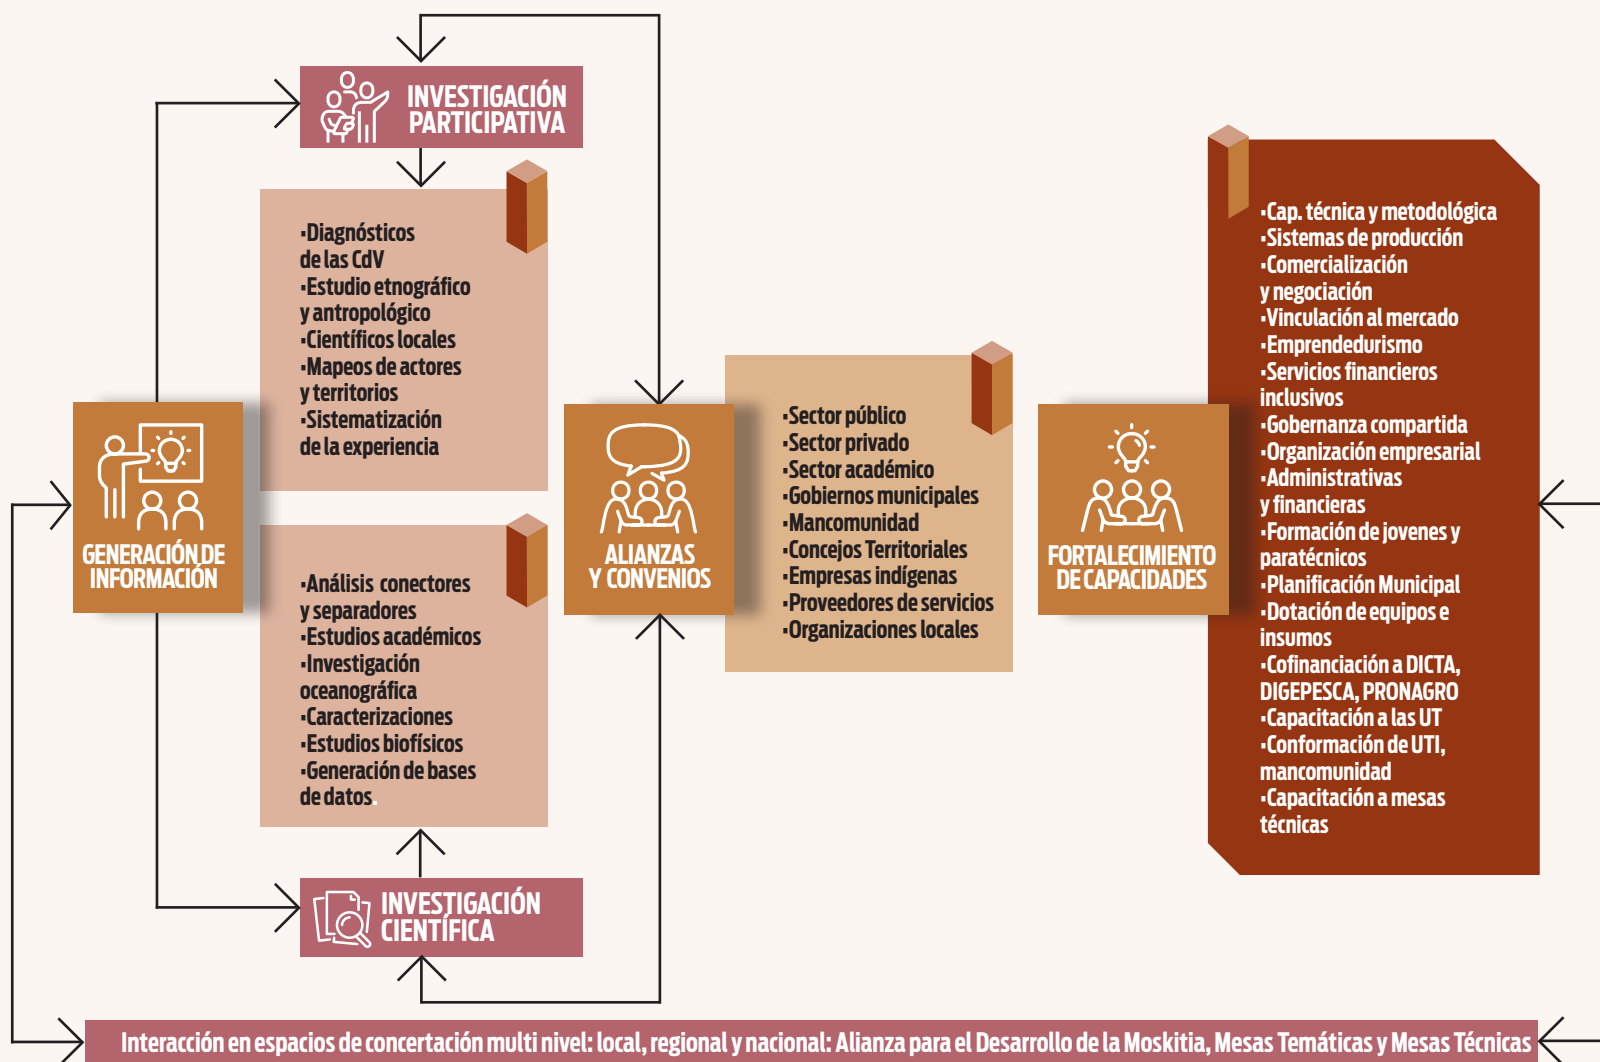 INVESTIGACIÓN
PARTICIPATIVA
•Diagnósticos
de las CdV
•Estudio etnográfico
y antropológico
•Científicos locales
•Mapeos de actores
y territorios
•Sistematización
de la experiencia
GENERACIÓN DE
INFORMACIÓN
•Análisis conectores
y separadores
•Estudios académicos
•Investigación
oceanográfica
•Caracterizaciones
•Estudios biofísicos
•Generación de bases
de datos.
INVESTIGACIÓN
CIENTÍFICA
ALIANZAS
Y CONVENIOS
•Sector público
•Sector privado
•Sector académico
•Gobiernos municipales
•Mancomunidad
•Concejos Territoriales
•Empresas indígenas
•Proveedores de servicios
•Organizaciones locales
FORTALECIMIENTO
DE CAPACIDADES
•Cap. técnica y metodológica
•Sistemas de producción
•Comercialización
y negociación
•Vinculación al mercado
•Emprendedurismo
•Servicios financieros
inclusivos
•Gobernanza compartida
•Organización empresarial
•Administrativas
y financieras
•Formación de jovenes y
paratécnicos
•Planificación Municipal
•Dotación de equipos e
insumos
•Cofinanciación a DICTA,
DIGEPESCA, PRONAGRO
•Capacitación a las UT
•Conformación de UTI,
mancomunidad
•Capacitación a mesas
técnicas
Interacción en espacios de concertación multi nivel: local, regional y nacional: Alianza para el Desarrollo de la Moskitia, Mesas Temáticas y Mesas Técnicas